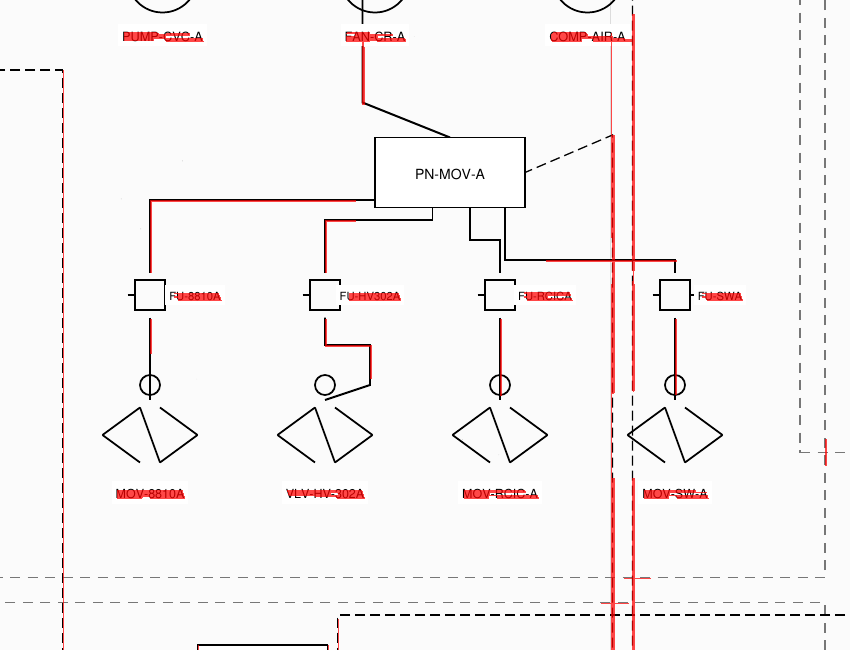 PUMP-CVC-A
FAN-CR-A
COMP-AIR-A
PN-MOV-A
FU-8810A
FU-HV302A
FU-RCICA
FU-SWA
MOV-8810A
VLV-HV-302A
MOV-RCIC-A
MOV-SW-A